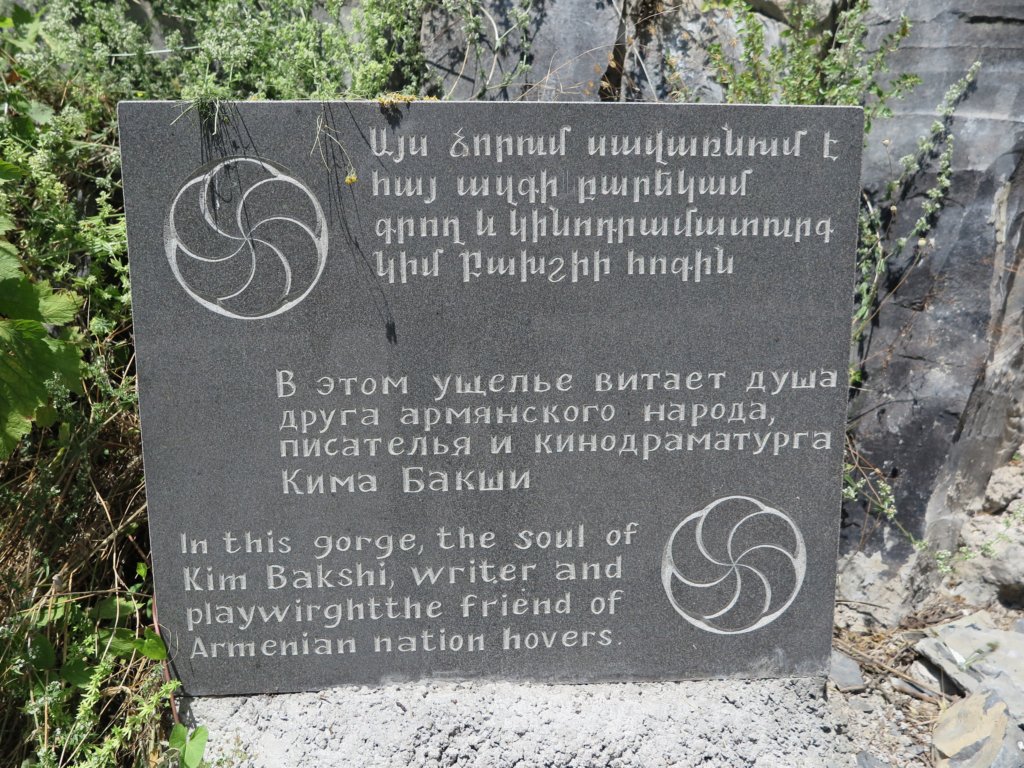 Այս ձորում սավառնում է
հայ ազգի բարեկամ
գրող և կինոդրամատուրգ
Կիմ Բախշիի հոգին
В этом ущелье витает душа
друга армянского народа,
писателья и кинодраматурга
Кима Бакши
In this gorge, the soul of
Kim Bakshi, writer and
playwirghtthe friend of
Armenian nation hovers.